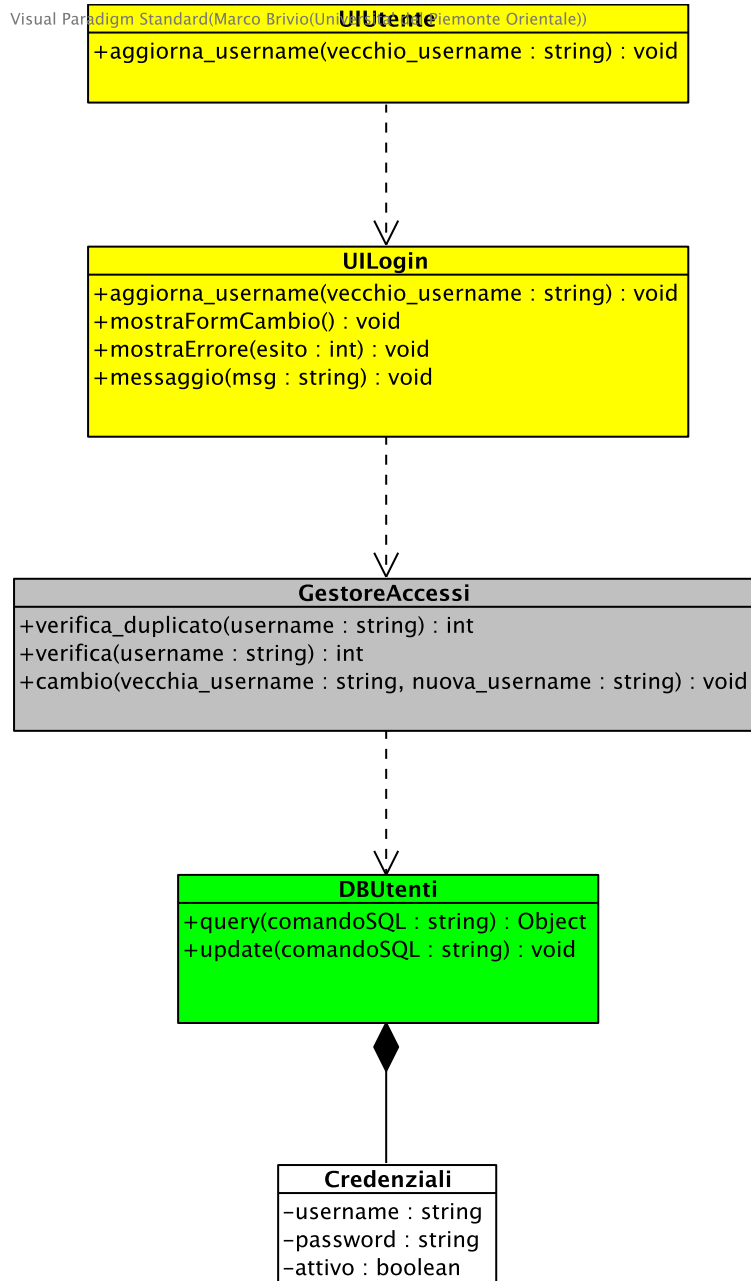 Visual Paradigm Standard(Marco Brivio(Universita' del Piemonte Orientale))
UIUtente
+aggiorna_username(vecchio_username : string) : void
UILogin
+aggiorna_username(vecchio_username : string) : void
+mostraFormCambio() : void
+mostraErrore(esito : int) : void
+messaggio(msg : string) : void
GestoreAccessi
+verifica_duplicato(username : string) : int
+verifica(username : string) : int
+cambio(vecchia_username : string, nuova_username : string) : void
DBUtenti
+query(comandoSQL : string) : Object
+update(comandoSQL : string) : void
Credenziali
-username : string
-password : string
-attivo : boolean